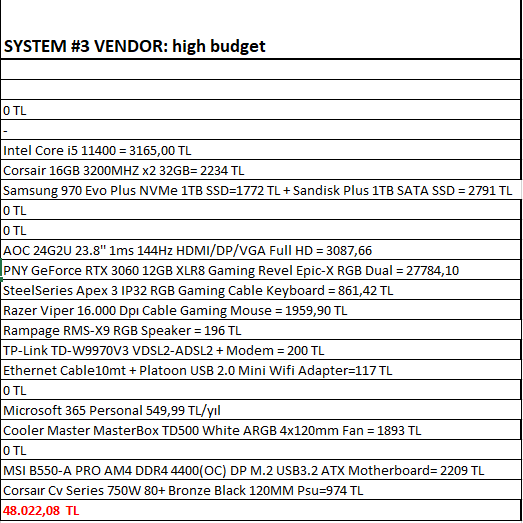 SYSTEM #3 VENDOR: high budget
0 TL
-
Intel Core i5 11400 = 3165,00 TL
Corsair 16GB 3200MHZ x2 32GB= 2234 TL
Samsung 970 Evo Plus NVMe 1TB SSD=1772 TL + Sandisk Plus 1TB SATA SSD = 2791 TL
0 TL
0 TL
AOC 24G2U 23.8" 1ms 144Hz HDMI/DP/VGA Full HD = 3087,66
PNY GeForce RTX 3060 12GB XLR8 Gaming Revel Epic-X RGB Dual = 27784,10
SteelSeries Apex 3 IP32 RGB Gaming Cable Keyboard = 861,42 TL
Razer Viper 16.000 Dpı Cable Gaming Mouse = 1959,90 TL
Rampage RMS-X9 RGB Speaker = 196 TL
TP-Link TD-W9970V3 VDSL2-ADSL2 + Modem = 200 TL
Ethernet Cable10mt + Platoon USB 2.0 Mini Wifi Adapter=117 TL
0 TL
Microsoft 365 Personal 549,99 TL/yıl
Cooler Master MasterBox TD500 White ARGB 4x120mm Fan = 1893 TL
0 TL
MSI B550-A PRO AM4 DDR4 4400(OC) DP M.2 USB3.2 ATX Motherboard= 2209 TL
Corsaır Cv Series 750W 80+ Bronze Black 120MM Psu=974 TL
48.022,08 TL